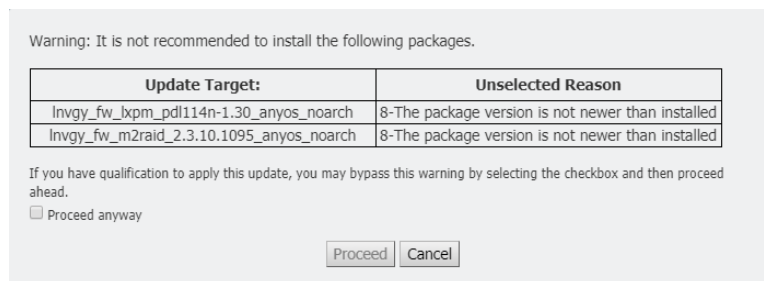 Warning: It is not recommended to install the following packages.
Update Target: Unselected Reason
lnvgy_fw_lxpm_pdl114n-1.30_anyos_noarch 8-The package version is not newer than installed
lnvgy_fw_m2raid_2.3.10.1095_anyos_noarch 8-The package version is not newer than installed
If you have qualification to apply this update, you may bypass this warning by selecting the checkbox and then proceed
ahead.
Proceed anyway
Proceed Cancel